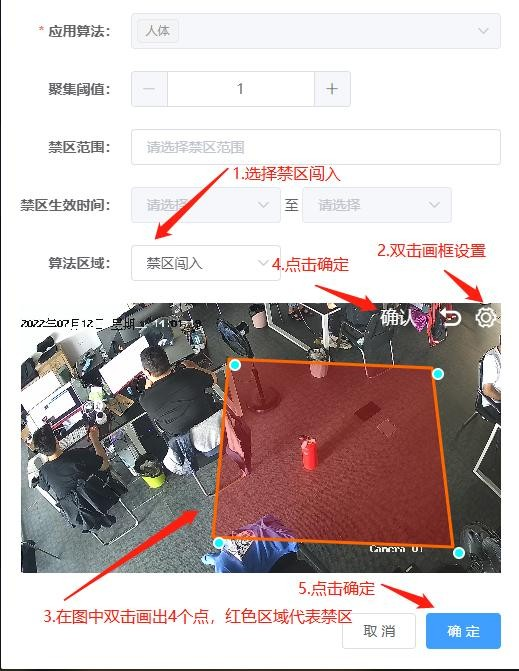 * 应用算法：
人体
聚集阈值：
— 1 +
禁区范围：
请选择禁区范围
1.选择禁区闯入
禁区生效时间：
请选择 至 请选择
2.双击画框设置
算法区域：
禁区闯入
4.点击确定
确认
Camera 01
5.点击确定
3.在图中双击画出4个点，红色区域代表禁区
取 消
确 定